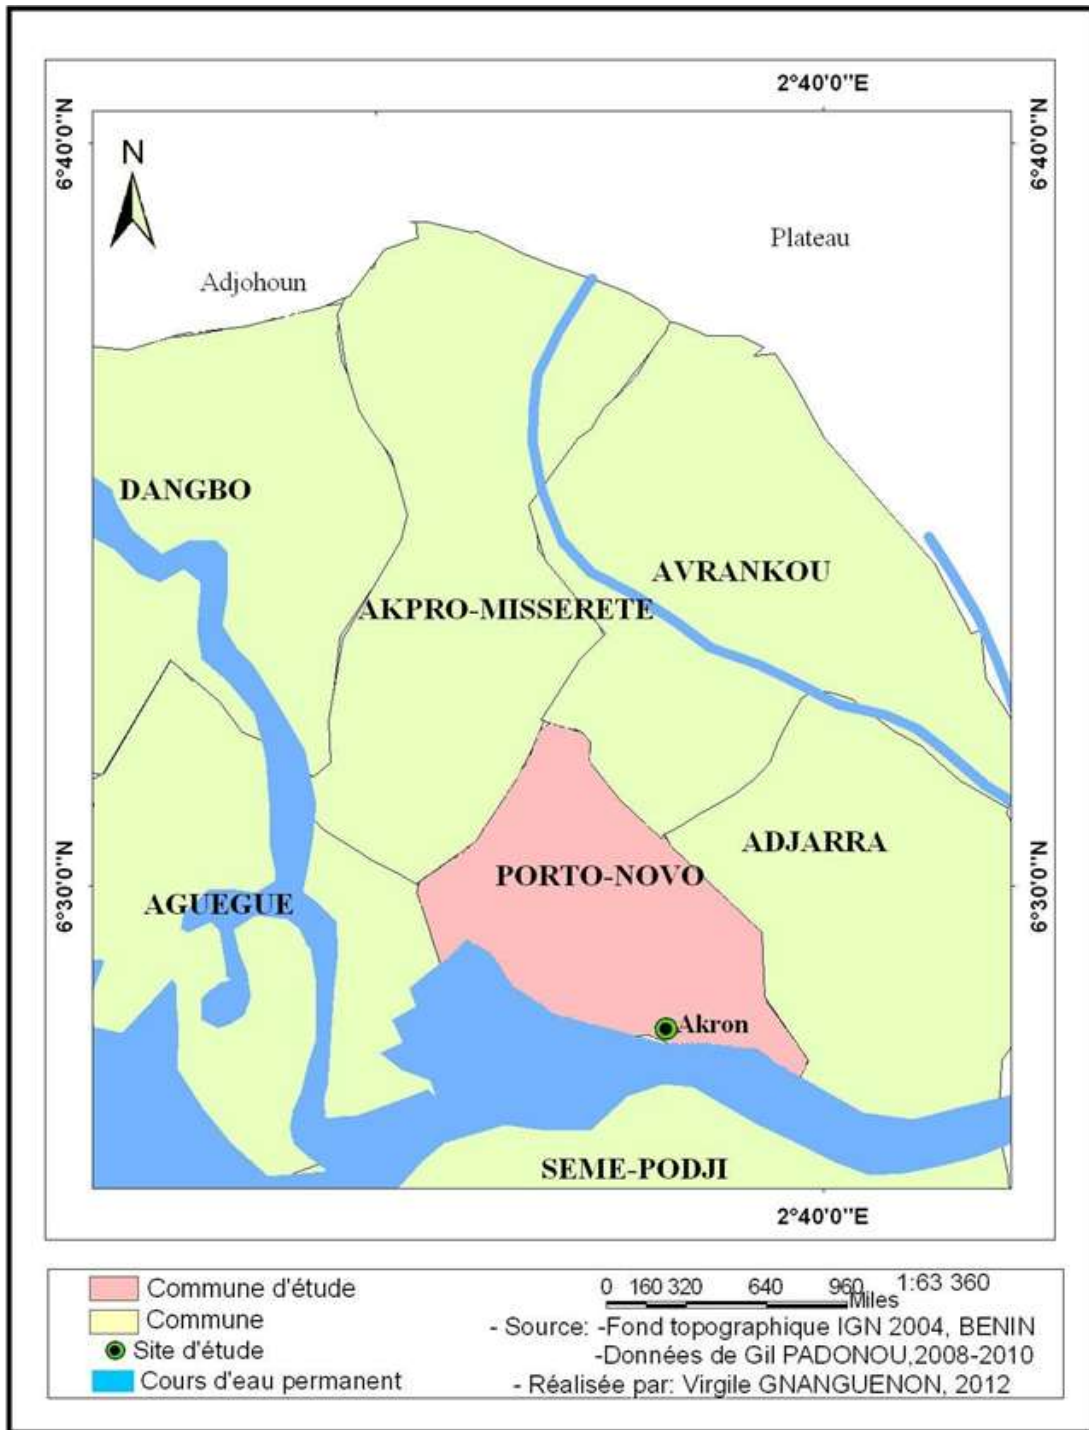 2°40'0"E
6°40'0"N
6°40'0"N
N
Plateau
Adjohoun
DANGBO
AVRANKOU
AKPRO-MISSERETE
ADJARRA
PORTO-NOVO
AGUEGUE
6°30'0"N
6°30'0"N
Akron
SEME-PODJI
2°40'0"E
Commune d'étude
Commune
Site d'étude
Cours d'eau permanent
0 160 320 640 960 1:63 360
Miles
- Source: -Fond topographique IGN 2004, BENIN
-Données de Gil PADONOU,2008-2010
- Réalisée par: Virgile GNANGUENON, 2012